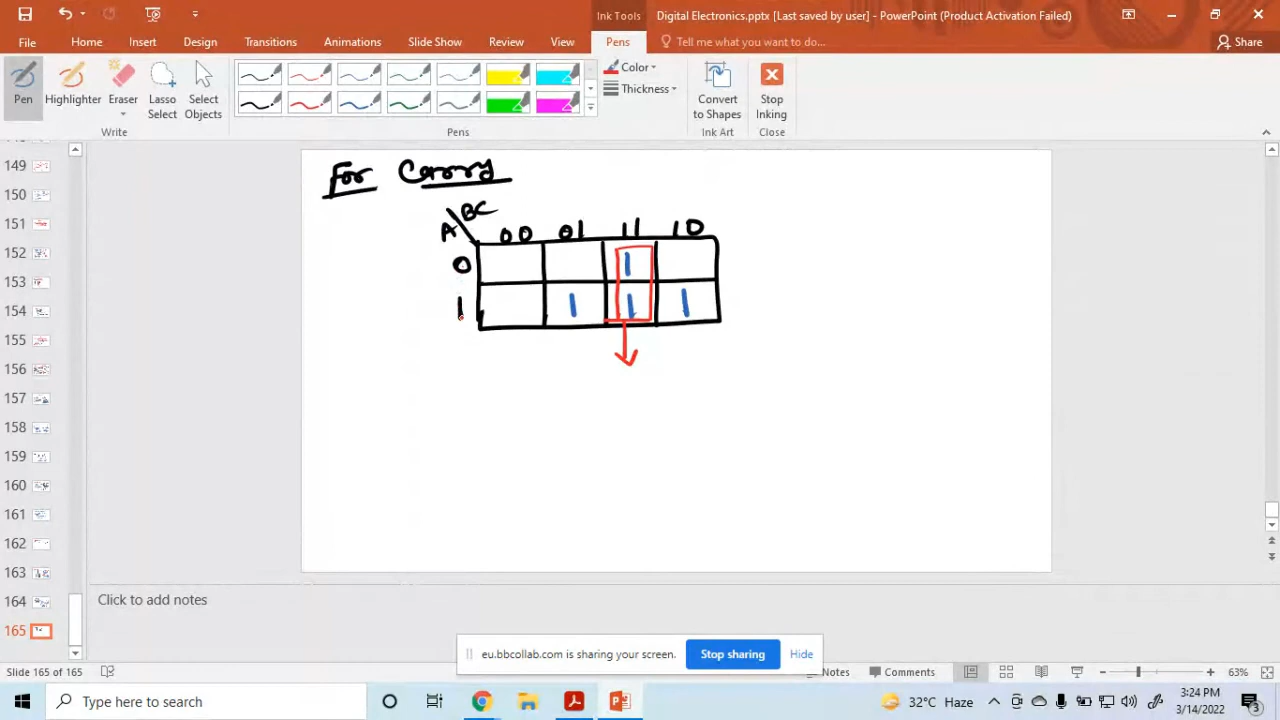 Ink Tools
Digital Electronics.pptx [Last saved by user] - PowerPoint (Product Activation Failed)
File Home Insert Design Transitions Animations Slide Show Review View Pens Tell me what you want to do... Share
Pen Highlighter Eraser Lasso Select Select Objects
Color
Thickness
Convert to Shapes
Stop Inking
Write Pens Ink Art Close
149
150
151
152
153
154
155
156
157
158
159
160
161
162
163
164
165
For Carry
A BC
00 01 11 10
0 1
1 1 1 1
Click to add notes
eu.bbcollab.com is sharing your screen. Stop sharing Hide
Slide 165 of 165 Notes Comments 63%
Type here to search 32°C Haze 3:24 PM
3/14/2022 3